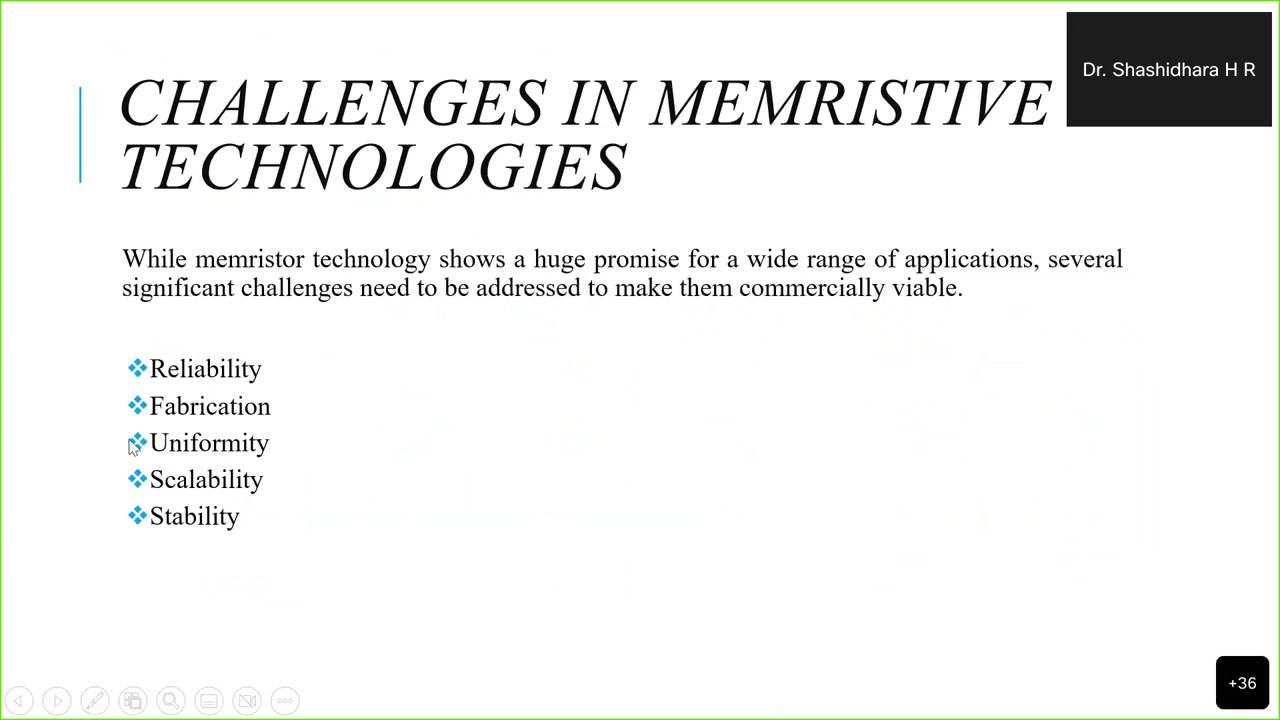 Dr. Shashidhara H R
CHALLENGES IN MEMRISTIVE
TECHNOLOGIES
While memristor technology shows a huge promise for a wide range of applications, several
significant challenges need to be addressed to make them commercially viable.
Reliability
Fabrication
Uniformity
Scalability
Stability
+36